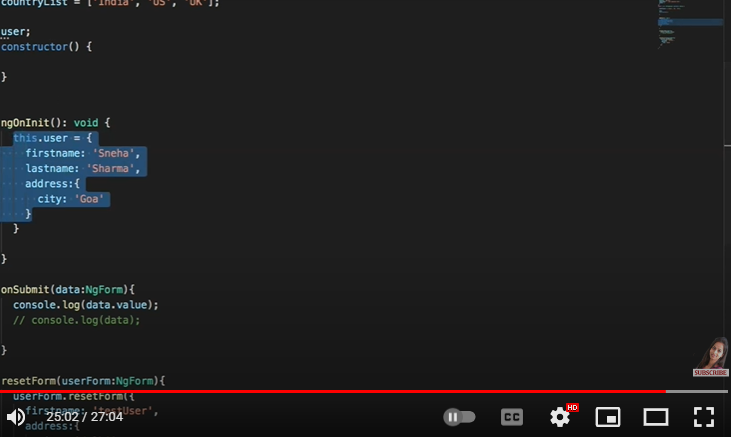 countryList = ['India', 'US', 'UK'];
user;
constructor() {
}
ngOnInit(): void {
this.user = {
firstname: 'Sneha',
lastname: 'Sharma',
address:{
city: 'Goa'
}
}
}
onSubmit(data:NgForm){
console.log(data.value);
// console.log(data);
}
resetForm(userForm:NgForm){
userForm.resetForm({
firstname: 'testUser',
address:{
SUBSCRIBE
25:02 / 27:04
CC
HD